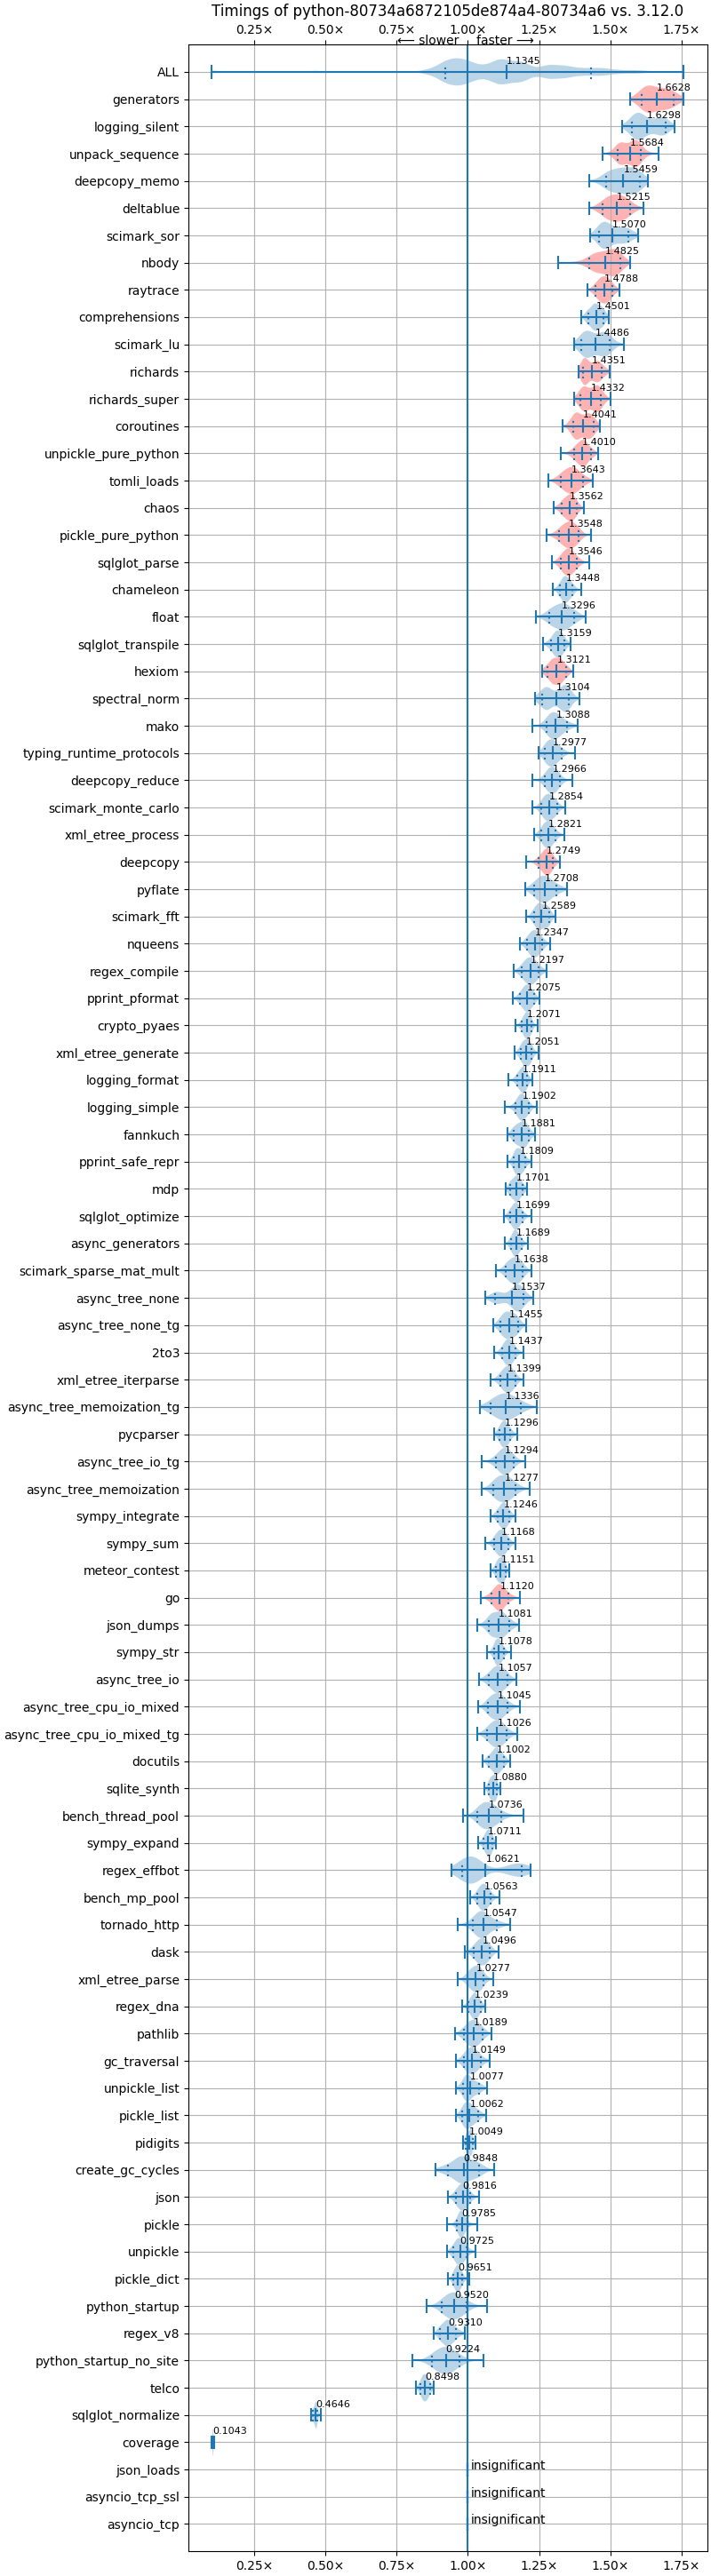 Timings of python-80734a6872105de874a4-80734a6 vs. 3.12.0
0.25× 0.50× 0.75× 1.00× 1.25× 1.50× 1.75×
⟵ slower faster ⟶
ALL 1.1345
generators 1.6628
logging_silent 1.6298
unpack_sequence 1.5684
deepcopy_memo 1.5459
deltablue 1.5215
scimark_sor 1.5070
nbody 1.4825
raytrace 1.4788
comprehensions 1.4501
scimark_lu 1.4486
richards 1.4351
richards_super 1.4332
coroutines 1.4041
unpickle_pure_python 1.4010
tomli_loads 1.3643
chaos 1.3562
pickle_pure_python 1.3548
sqlglot_parse 1.3546
chameleon 1.3448
float 1.3296
sqlglot_transpile 1.3159
hexiom 1.3121
spectral_norm 1.3104
mako 1.3088
typing_runtime_protocols 1.2977
deepcopy_reduce 1.2966
scimark_monte_carlo 1.2854
xml_etree_process 1.2821
deepcopy 1.2749
pyflate 1.2708
scimark_fft 1.2589
nqueens 1.2347
regex_compile 1.2197
pprint_pformat 1.2075
crypto_pyaes 1.2071
xml_etree_generate 1.2051
logging_format 1.1911
logging_simple 1.1902
fannkuch 1.1881
pprint_safe_repr 1.1809
mdp 1.1701
sqlglot_optimize 1.1699
async_generators 1.1689
scimark_sparse_mat_mult 1.1638
async_tree_none 1.1537
async_tree_none_tg 1.1455
2to3 1.1437
xml_etree_iterparse 1.1399
async_tree_memoization_tg 1.1336
pycparser 1.1296
async_tree_io_tg 1.1294
async_tree_memoization 1.1277
sympy_integrate 1.1246
sympy_sum 1.1168
meteor_contest 1.1151
go 1.1120
json_dumps 1.1081
sympy_str 1.1078
async_tree_io 1.1057
async_tree_cpu_io_mixed 1.1045
async_tree_cpu_io_mixed_tg 1.1026
docutils 1.1002
sqlite_synth 1.0880
bench_thread_pool 1.0736
sympy_expand 1.0711
regex_effbot 1.0621
bench_mp_pool 1.0563
tornado_http 1.0547
dask 1.0496
xml_etree_parse 1.0277
regex_dna 1.0239
pathlib 1.0189
gc_traversal 1.0149
unpickle_list 1.0077
pickle_list 1.0062
pidigits 1.0049
create_gc_cycles 0.9848
json 0.9816
pickle 0.9785
unpickle 0.9725
pickle_dict 0.9651
python_startup 0.9520
regex_v8 0.9310
python_startup_no_site 0.9224
telco 0.8498
sqlglot_normalize 0.4646
coverage 0.1043
json_loads insignificant
asyncio_tcp_ssl insignificant
asyncio_tcp insignificant
0.25× 0.50× 0.75× 1.00× 1.25× 1.50× 1.75×